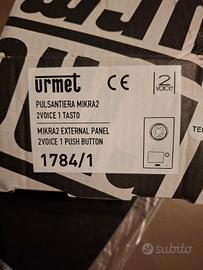 urmet
CE
2
VOICE
PULSANTIERA MIKRA2
2VOICE 1 TASTO
MIKRA2 EXTERNAL PANEL
2VOICE 1 PUSH BUTTON
1784/1
TEC
subito